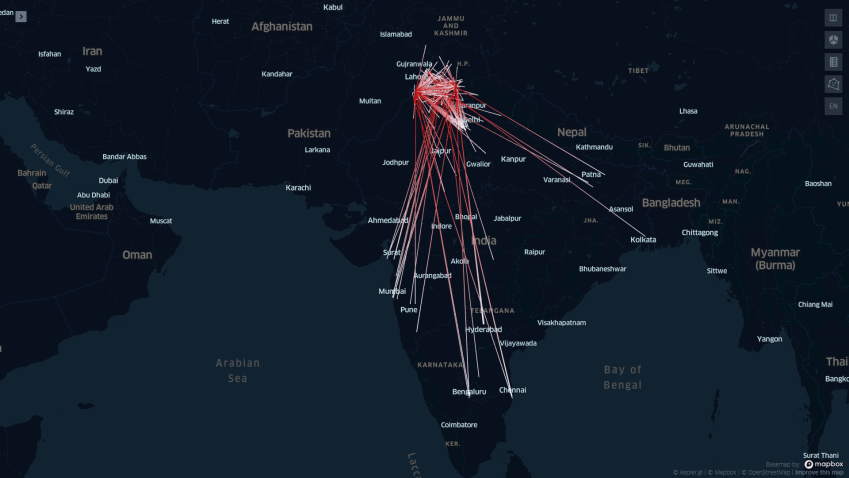 Kabul
Herat
Afghanistan
JAMMU
AND
KASHMIR
Islamabad
Iran
Isfahan
Yazd
Gujranwala
H.P.
Kandahar
TIBET
Multan
Shiraz
Lhasa
Pakistan
Nepal
ARUNACHAL
PRADESH
Persian Gulf
Larkana
Jaipur
Kathmandu
SIK.
Bhutan
Bandar Abbas
Jodhpur
Gwalior
Kanpur
Guwahati
NAG.
Bahrain
Qatar
Dubai
Patna
Varanasi
MEG.
Baoshan
Abu Dhabi
Karachi
United Arab
Emirates
Asansol
Bangladesh
MAN.
Muscat
Ahmedabad
Bhopal
Jabalpur
JHA.
MIZ.
Indore
Chittagong
Kolkata
India
Oman
Surat
Raipur
Myanmar
(Burma)
Akola
Bhubaneswar
Sittwe
Aurangabad
Mumbai
Chiang Mai
Pune
TELANGANA
Hyderabad
Visakhapatnam
Vijayawada
Yangon
Arabian
Sea
KARNATAKA
Bay of
Bengal
Bengaluru
Chennai
Coimbatore
KER.
Surat Thani
EN
Basemap by: mapbox
© kepler.gl | © Mapbox | © OpenStreetMap | Improve this map